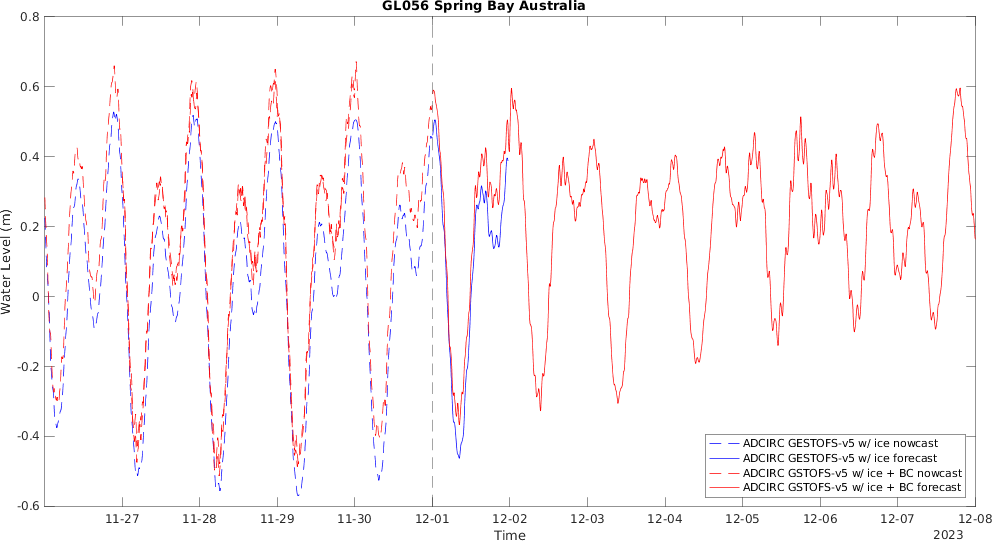 GL056 Spring Bay Australia
0.8
0.6
0.4
0.2
0
-0.2
-0.4
-0.6
Water Level (m)
ADCIRC GESTOFS-v5 w/ ice nowcast
ADCIRC GESTOFS-v5 w/ ice forecast
ADCIRC GSTOFS-v5 w/ ice + BC nowcast
ADCIRC GSTOFS-v5 w/ ice + BC forecast
11-27 11-28 11-29 11-30 12-01 12-02 12-03 12-04 12-05 12-06 12-07 12-08
Time
2023